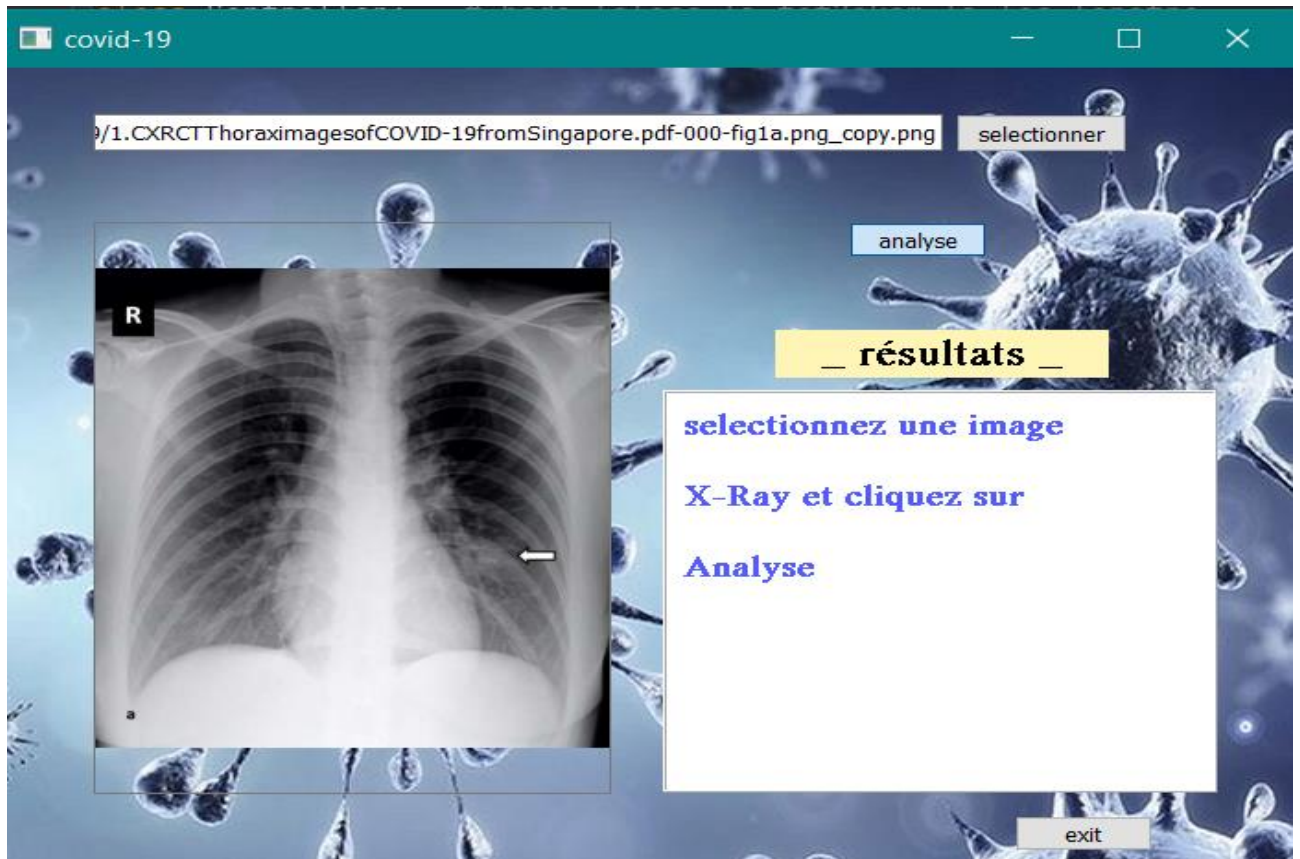 covid-19
9/1.CXRCTThoraximagesofCOVID-19fromSingapore.pdf-000-fig1a.png_copy.png
selectionner
analyse
R
_ résultats _
selectionnez une image
X-Ray et cliquez sur
Analyse
a
exit